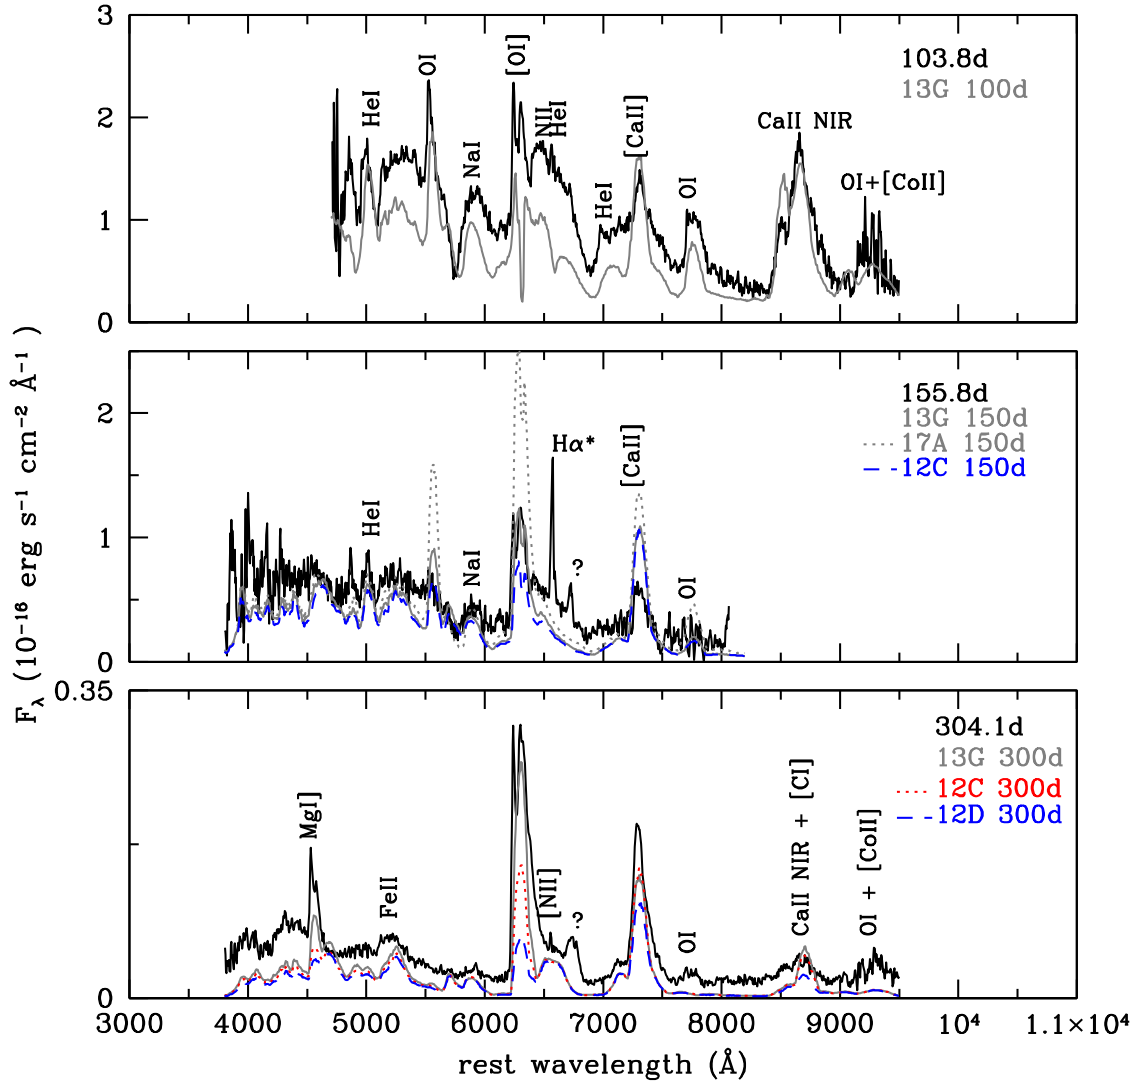 3
2
1
0
103.8d
13G 100d
HeI
OI
NaI
[OI]
NII
HeI
HeI
[CaII]
OI
CaII NIR
OI+[CoII]
2
1
0
155.8d
13G 150d
17A 150d
12C 150d
HeI
NaI
Hα*
?
[CaII]
OI
0.35
0
304.1d
13G 300d
12C 300d
12D 300d
MgI]
FeII
[NII]
?
OI
CaII NIR + [CI]
OI + [CoII]
3000 4000 5000 6000 7000 8000 9000 10⁴ 1.1×10⁴
rest wavelength (Å)
F_λ (10⁻¹⁶ erg s⁻¹ cm⁻² Å⁻¹ )